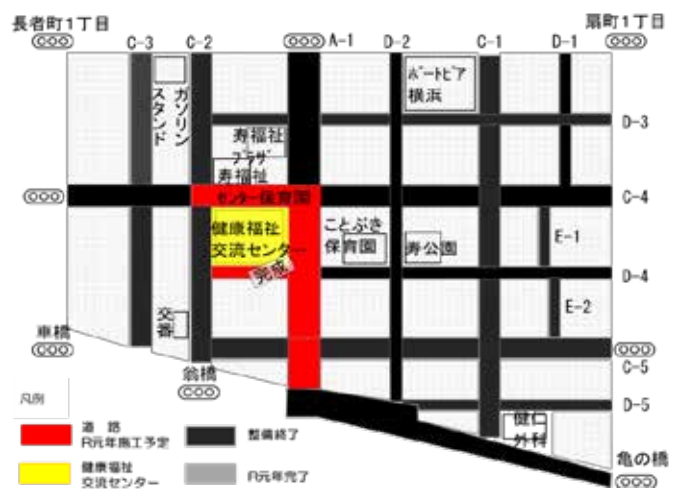 長者町1丁目
扇町1丁目
C-3
C-2
A-1
D-2
C-1
D-1
ガソリン
スタンド
ボートピア
横浜
D-3
寿福祉
プラザ
寿福祉
センター保育園
C-4
健康福祉
交流センター
完成
ことぶき
保育園
寿公園
E-1
D-4
交番
E-2
車橋
翁橋
C-5
D-5
健仁
外科
亀の橋
凡例
道 路
R元年施工予定
整備終了
健康福祉
交流センター
R元年完了